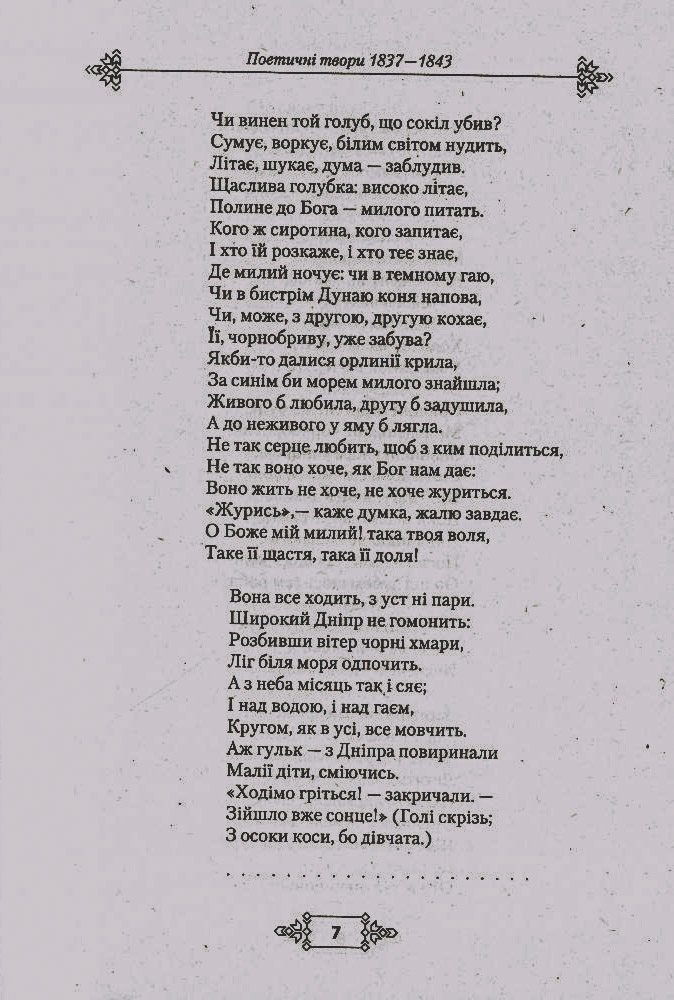 Поетичні твори 1837—1843
Чи винен той голуб, що сокіл убив?
Сумує, воркує, білим світом нудить,
Літає, шукає, дума — заблудив.
Щаслива голубка: високо літає,
Полине до Бога — милого питать.
Кого ж сиротина, кого запитає,
І хто їй розкаже, і хто теє знає,
Де милий ночує: чи в темному гаю,
Чи в бистрім Дунаю коня напова,
Чи, може, з другою, другую кохає,
Її, чорнобриву, уже забува?
Якби-то далися орлинії крила,
За синім би морем милого знайшла;
Живого б любила, другу б задушила,
А до неживого у яму б лягла.
Не так серце любить, щоб з ким поділиться,
Не так воно хоче, як Бог нам дає:
Воно жить не хоче, не хоче журиться.
«Журись»,— каже думка, жалю завдає.
О Боже мій милий! така твоя воля,
Таке її щастя, така її доля!
Вона все ходить, з уст ні пари.
Широкий Дніпр не гомонить:
Розбивши вітер чорні хмари,
Ліг біля моря одпочить.
А з неба місяць так і сяє;
І над водою, і над гаєм,
Кругом, як в усі, все мовчить.
Аж гульк — з Дніпра повиринали
Малії діти, сміючись.
«Ходімо гріться! — закричали. —
Зійшло вже сонце!» (Голі скрізь;
З осоки коси, бо дівчата.)
. . . . . . . . . . . . . . . . . . . .
7